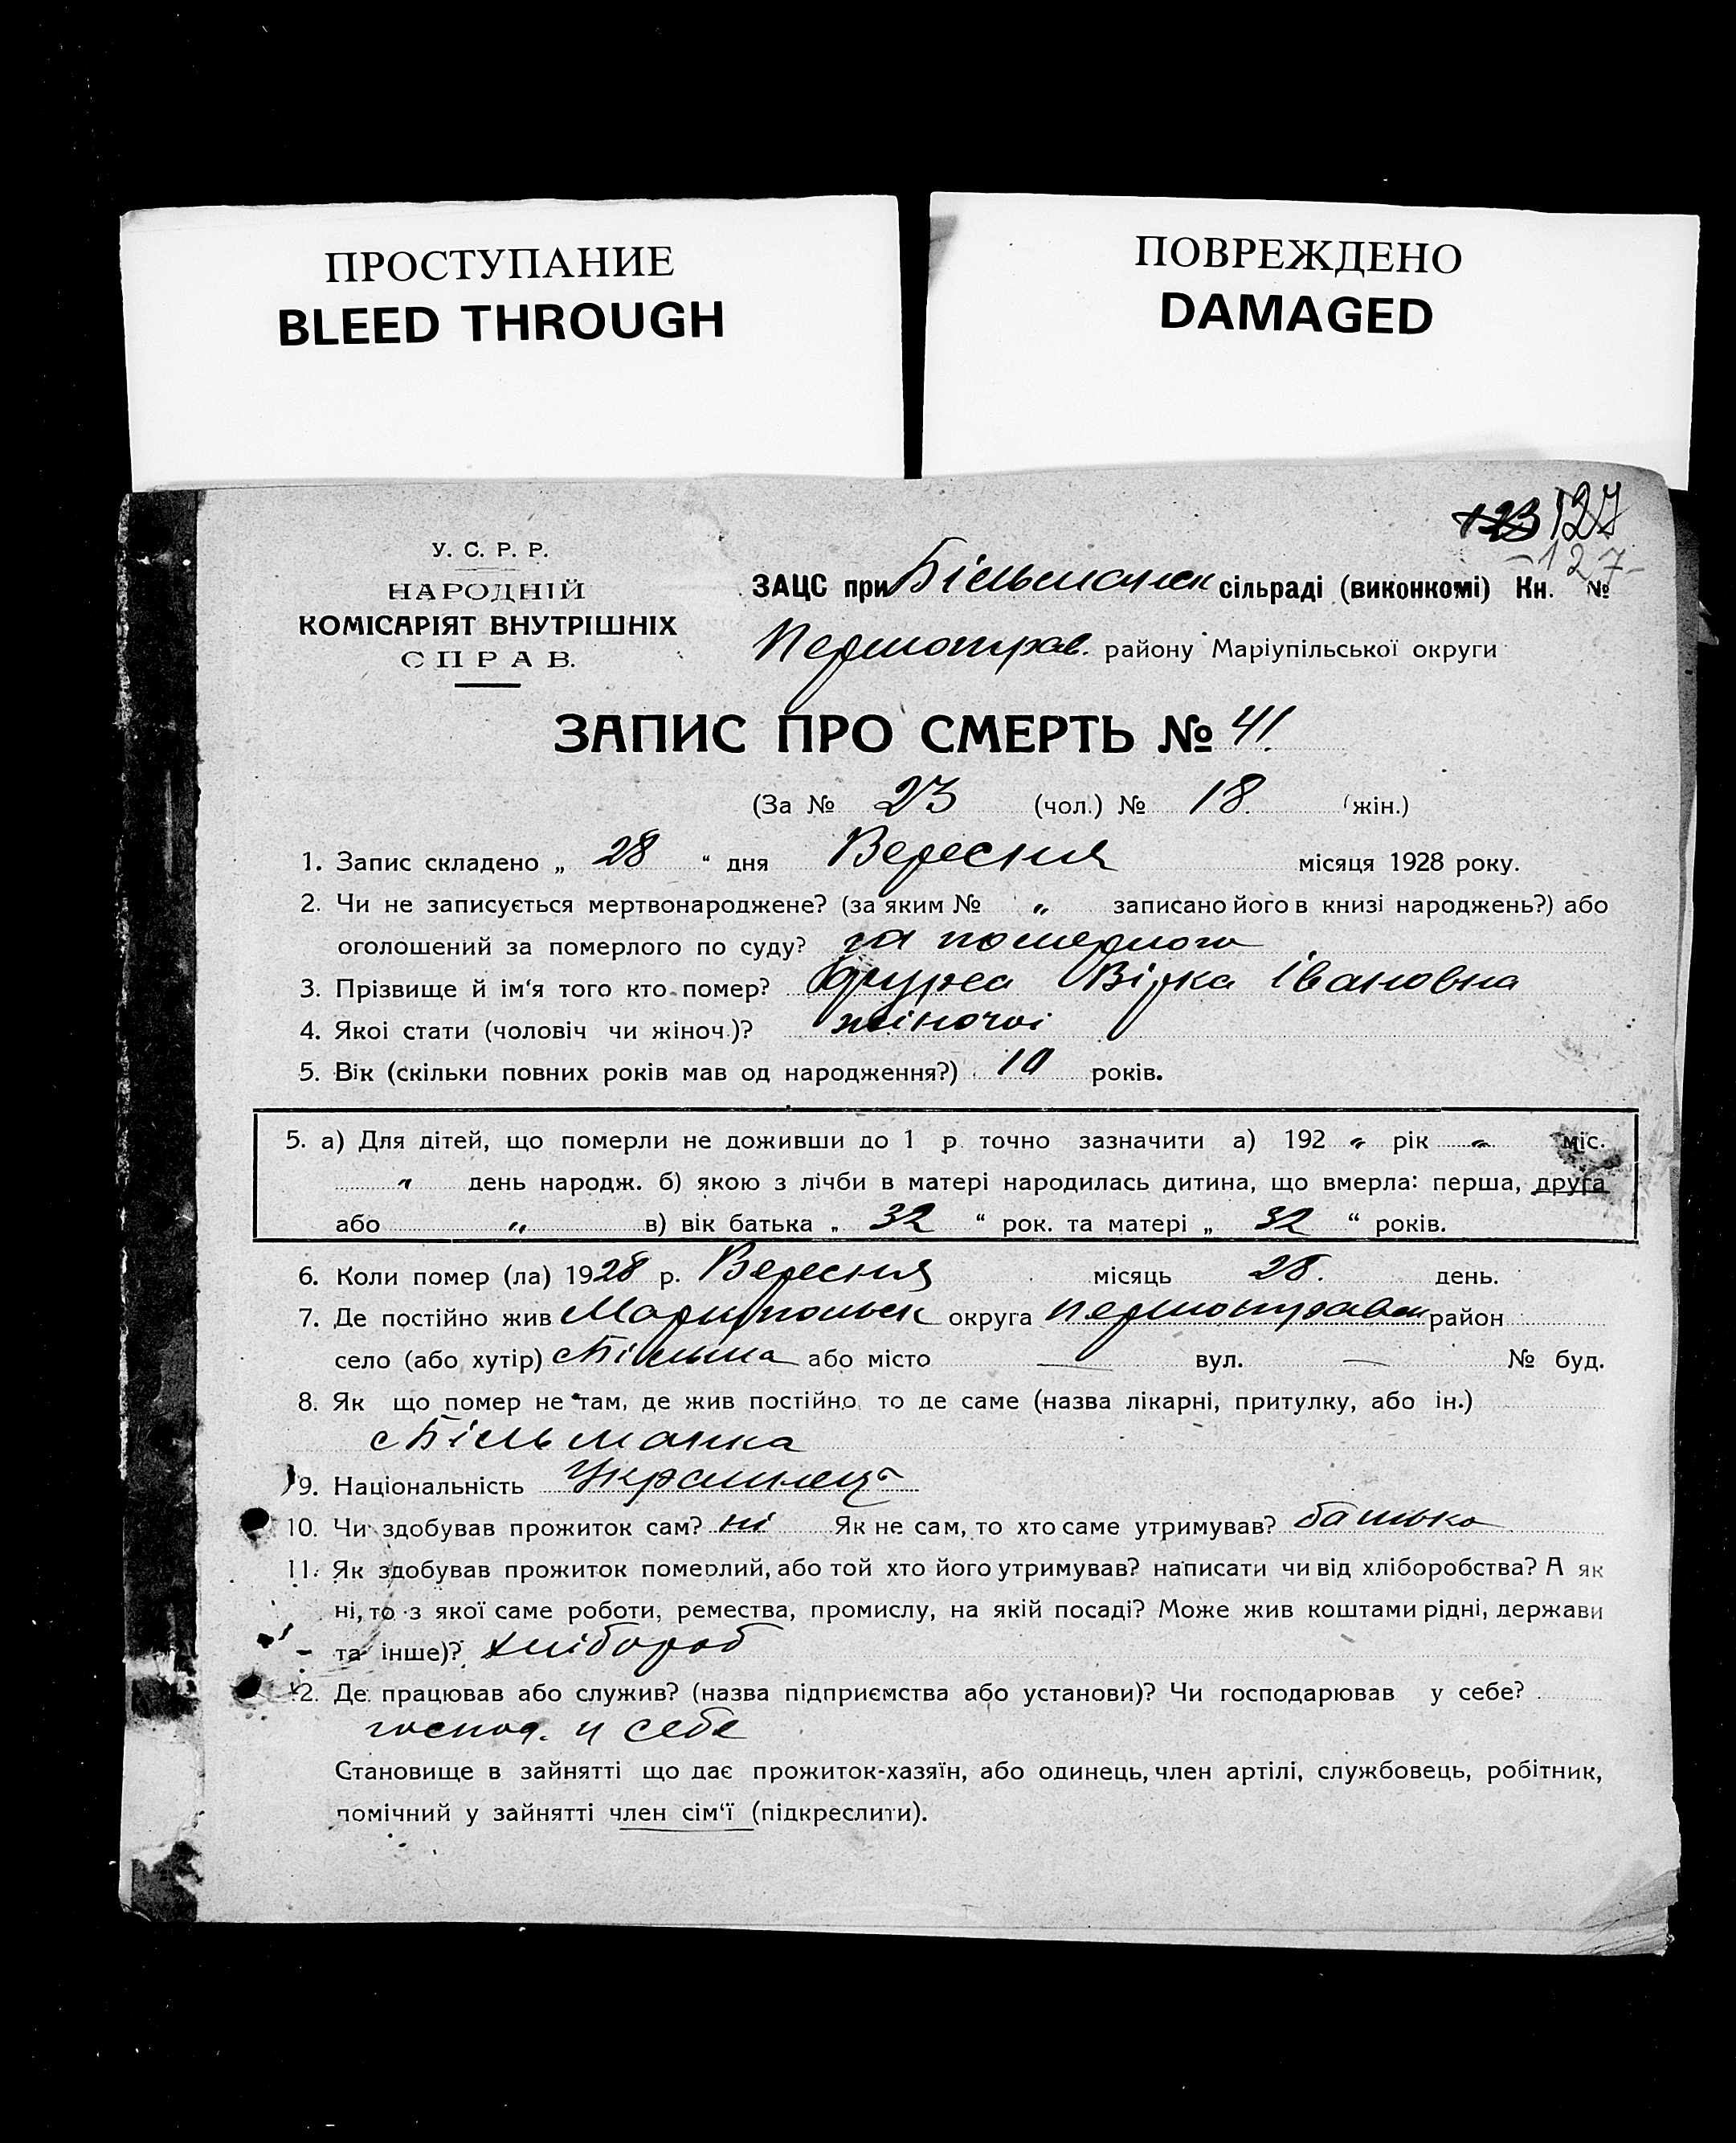 ПРОСТУПАНИЕ
BLEED THROUGH
ПОВРЕЖДЕНО
DAMAGED
123 127
-127-
У. С. Р. Р.
НАРОДНІЙ
КОМІСАРІЯТ ВНУТРІШНІХ
СПРАВ.
ЗАЦС при Більманск сільраді (виконкомі) Кн. №
Першотрав. району Маріупільської округи
ЗАПИС ПРО СМЕРТЬ № 41.
(За № 23 (чол.) № 18. (жін.)
1. Запис складено „ 28 “ дня Вересня місяця 1928 року.
2. Чи не записується мертвонароджене? (за яким № „ записано його в книзі народжень?) або
оголошений за померлого по суду? за померлого
3. Прізвище й ім‘я того кто помер? Вірка Івановна
4. Якоі стати (чоловіч чи жіноч.)? жіночої
5. Вік (скільки повних років мав од народження?) 10 років.
5. а) Для дітей, що померли не доживши до 1 р. точно зазначити а) 192 „ рік „ міс.
„ день народж. б) якою з лічби в матері народилась дитина, що вмерла: перша, друга
або „ в) вік батька „ 32 “ рок. та матері „ 32 “ років.
6. Коли помер (ла) 1928 р. Вересня місяць 28. день.
7. Де постійно жив округа район
село (або хутір) або місто — вул. — № буд.
8. Як що помер не там, де жив постійно то де саме (назва лікарні, притулку, або ін.)
с Більманка
9. Національність Українец
10. Чи здобував прожиток сам? ні Як не сам, то хто саме утримував? батько
11. Як здобував прожиток померлий, або той хто його утримував? написати чи від хліборобства? А як
ні, то з якої саме роботи, ремества, промислу, на якій посаді? Може жив коштами рідні, держави
та інше)? хлібороб
12. Де працював або служив? (назва підприємства або установи)? Чи господарював у себе?
господ. у себе
Становище в зайнятті що дає прожиток-хазяїн, або одинець, член артілі, службовець, робітник,
помічний у зайнятті член сім‘ї (підкреслити).